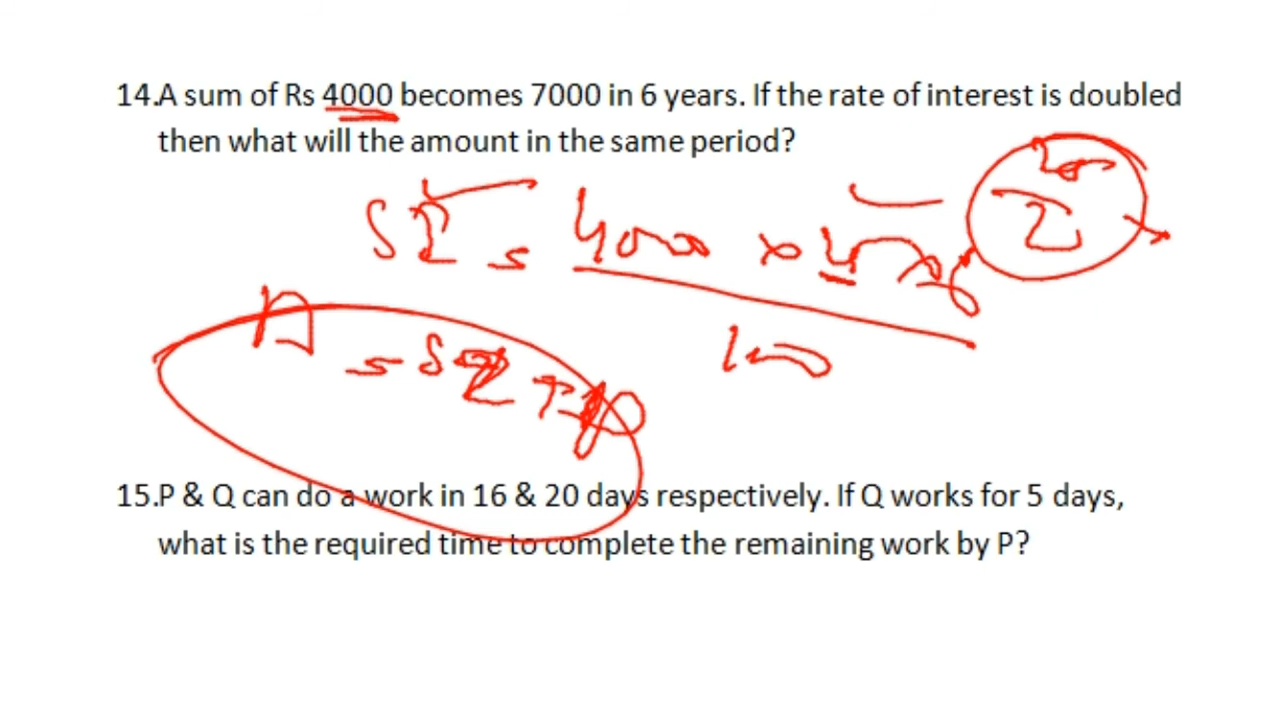 14.A sum of Rs 4000 becomes 7000 in 6 years. If the rate of interest is doubled
then what will the amount in the same period?
SI = 4000 ×
100
A = SI + P
15.P & Q can do a work in 16 & 20 days respectively. If Q works for 5 days,
what is the required time to complete the remaining work by P?